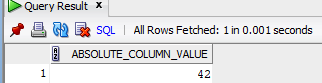 Query Result ×
SQL | All Rows Fetched: 1 in 0.001 seconds
ABSOLUTE_COLUMN_VALUE
1 42